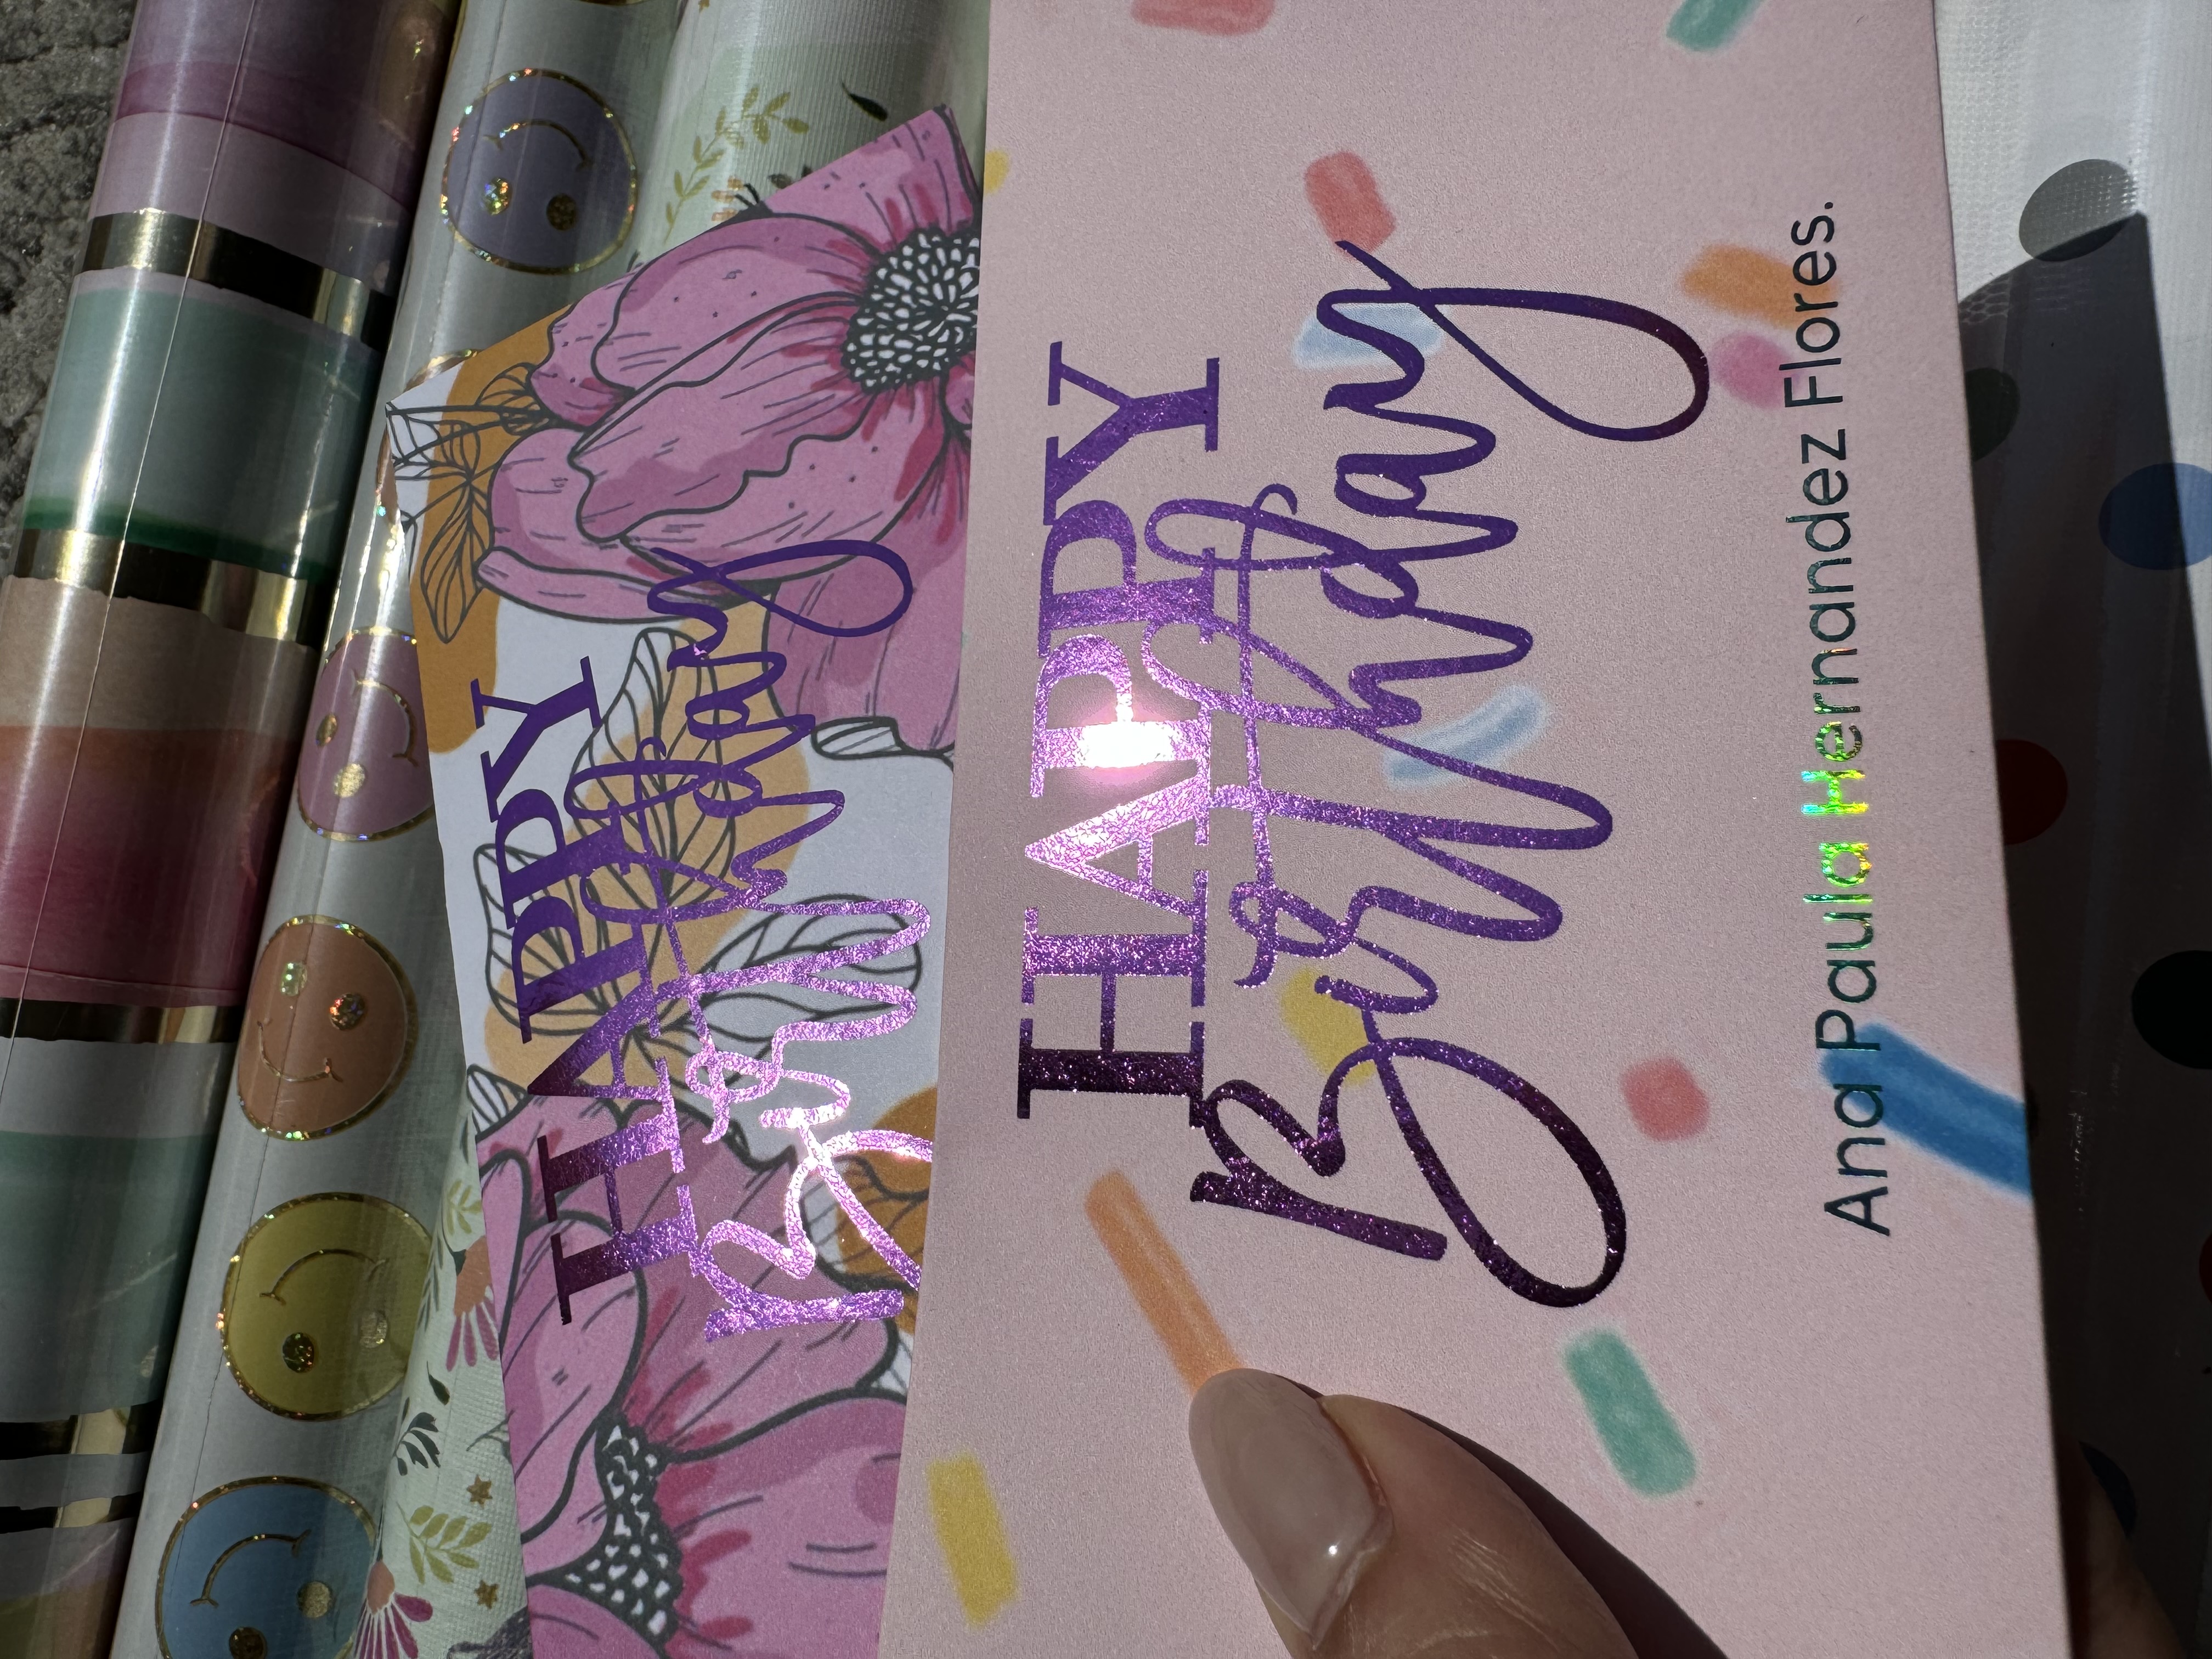 HAPPY
Birthday
HAPPY
Birthday
Ana Paula Hernandez Flores.